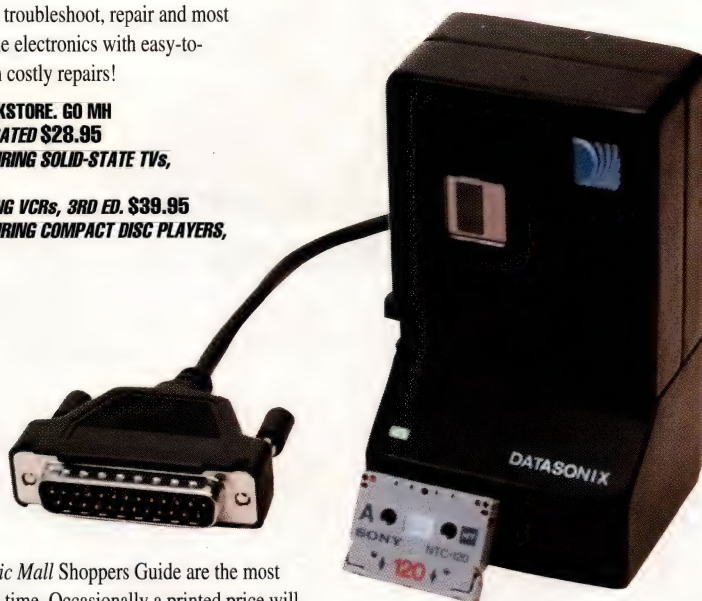 troubleshoot, repair and most
e electronics with easy-to-
costly repairs!
KSTORE. GO MH
ATED $28.95
IRING SOLID-STATE TVs,
NG VCRs, 3RD ED. $39.95
IRING COMPACT DISC PLAYERS,
DATASONIX
A
SONY NTC-120
120
ic Mall Shoppers Guide are the most
time. Occasionally a printed price will